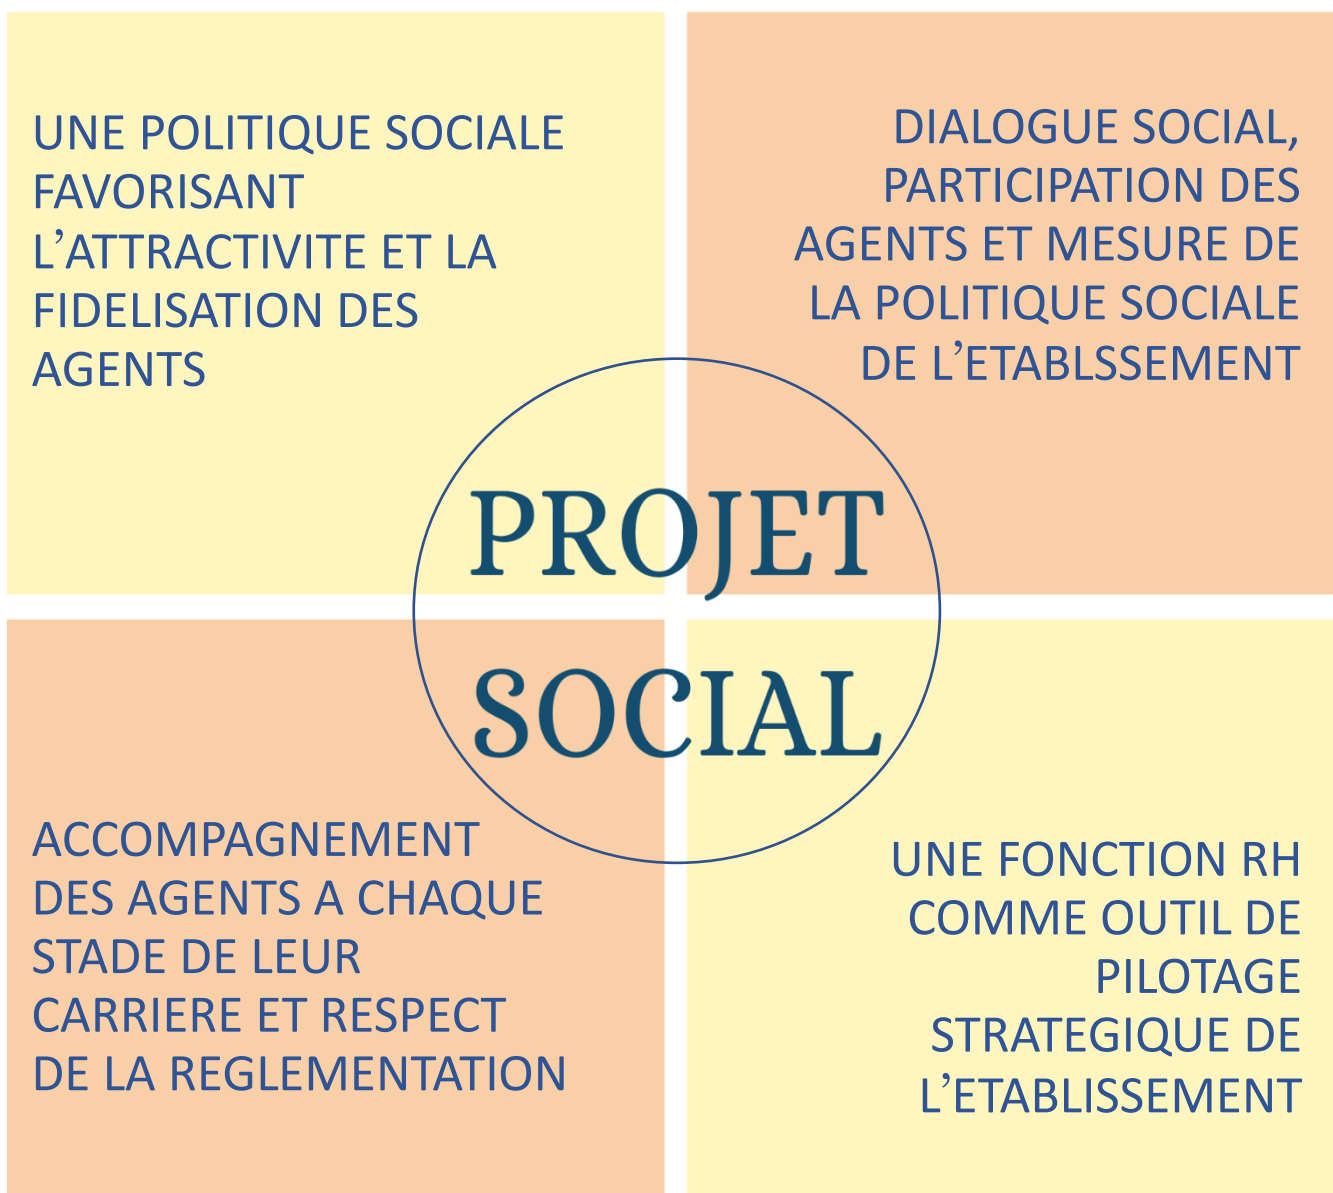 UNE POLITIQUE SOCIALE
FAVORISANT
L’ATTRACTIVITE ET LA
FIDELISATION DES
AGENTS
DIALOGUE SOCIAL,
PARTICIPATION DES
AGENTS ET MESURE DE
LA POLITIQUE SOCIALE
DE L’ETABLSSEMENT
PROJET
SOCIAL
ACCOMPAGNEMENT
DES AGENTS A CHAQUE
STADE DE LEUR
CARRIERE ET RESPECT
DE LA REGLEMENTATION
UNE FONCTION RH
COMME OUTIL DE
PILOTAGE
STRATEGIQUE DE
L’ETABLISSEMENT